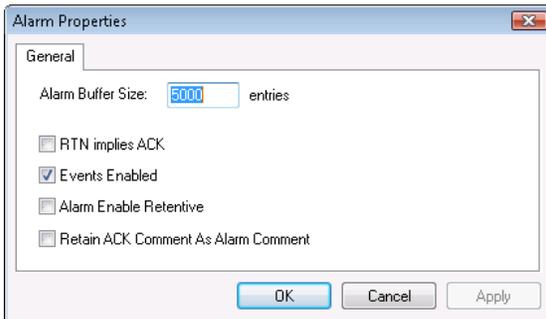 Alarm Properties
General
Alarm Buffer Size: 5000 entries
RTN implies ACK
Events Enabled
Alarm Enable Retentive
Retain ACK Comment As Alarm Comment
OK Cancel Apply